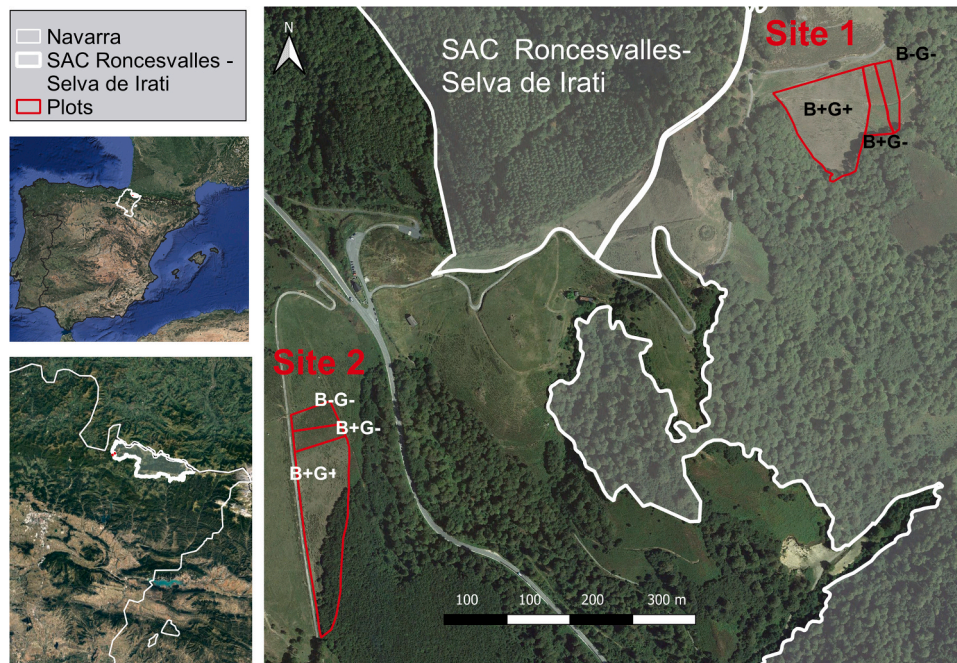 Navarra
SAC Roncesvalles -
Selva de Irati
Plots
N
SAC Roncesvalles-
Selva de Irati
Site 1
B-G-
B+G+
B+G-
Site 2
B-G-
B+G-
B+G+
100 100 200 300 m